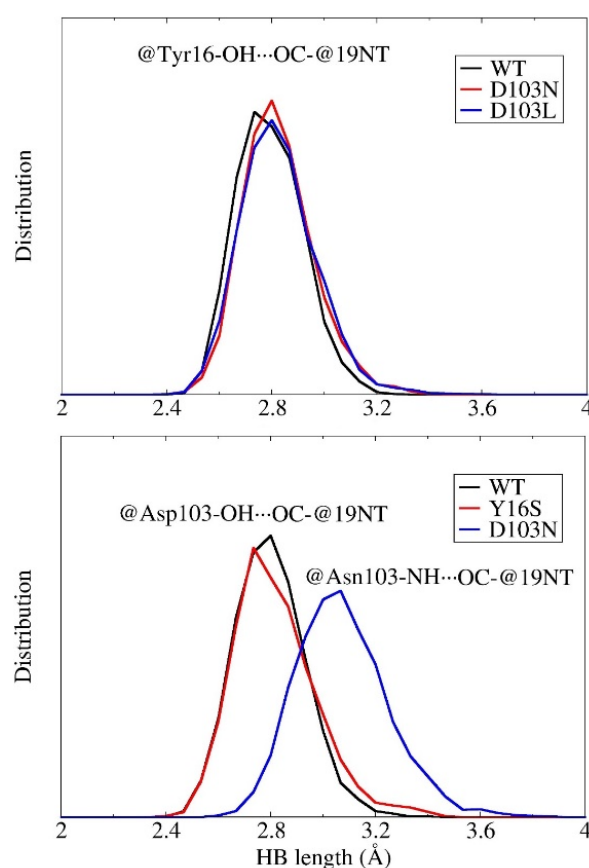 @Tyr16-OH···OC-@19NT
WT
D103N
D103L
Distribution
2 2.4 2.8 3.2 3.6 4
@Asp103-OH···OC-@19NT
WT
Y16S
D103N
@Asn103-NH···OC-@19NT
Distribution
2 2.4 2.8 3.2 3.6 4
HB length (Å)